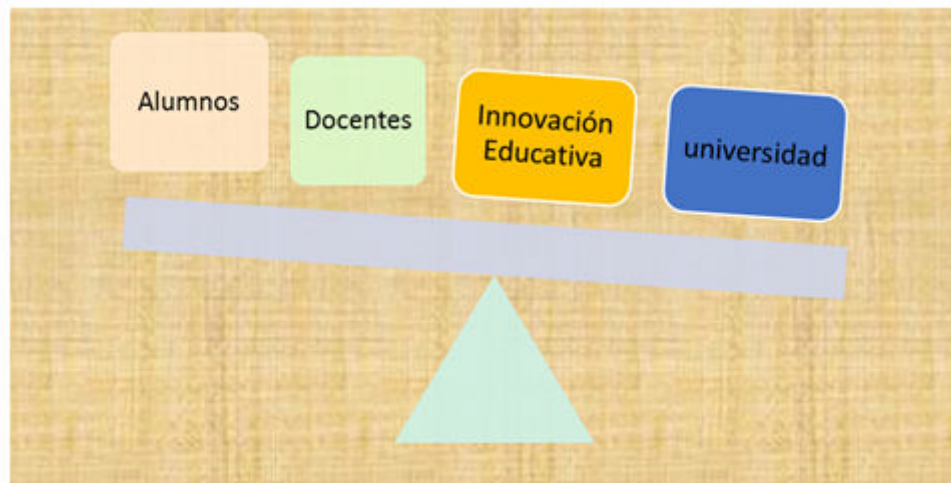 Alumnos
Docentes
Innovación
Educativa
universidad